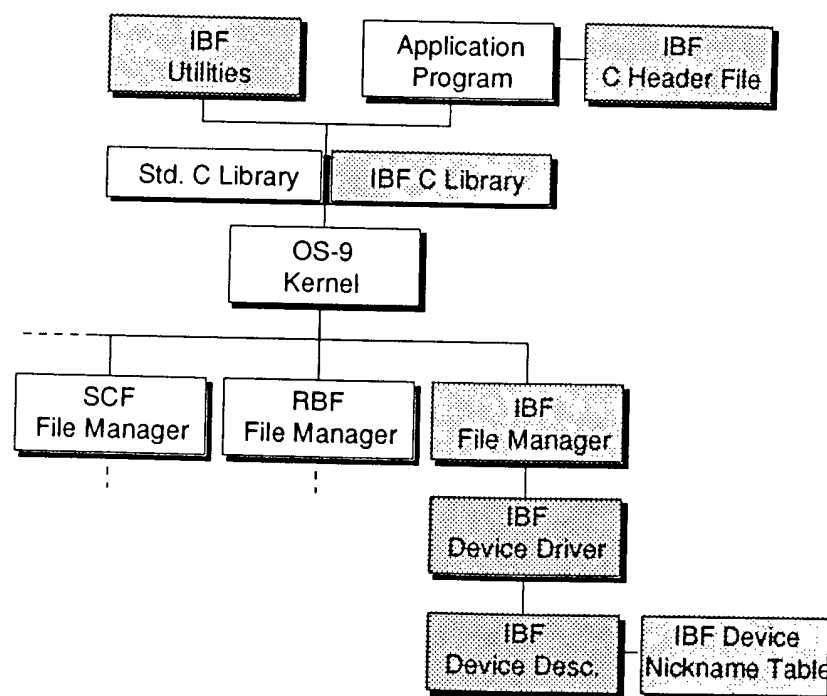 IBF
Utilities
Application
Program
IBF
C Header File
Std. C Library
IBF C Library
OS-9
Kernel
SCF
File Manager
RBF
File Manager
IBF
File Manager
IBF
Device Driver
IBF
Device Desc.
IBF Device
Nickname Table